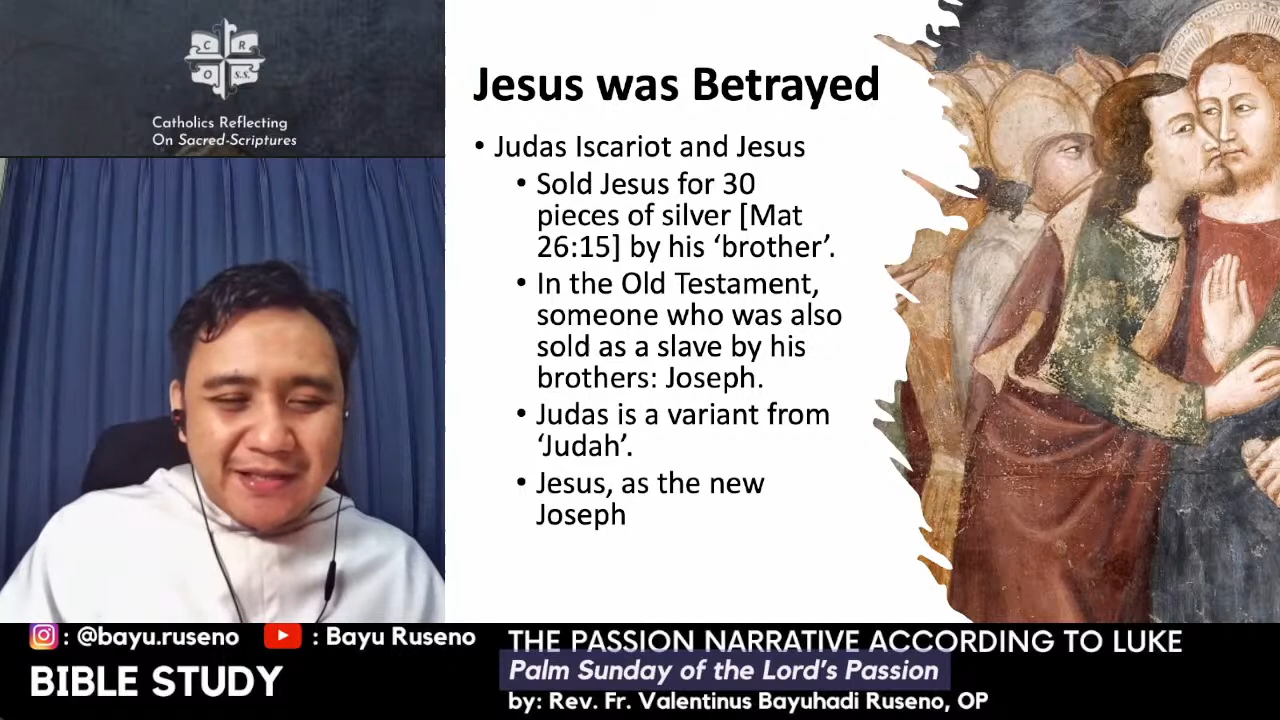 C R
O S.S.
Catholics Reflecting
On Sacred-Scriptures
Jesus was Betrayed
• Judas Iscariot and Jesus
• Sold Jesus for 30
pieces of silver [Mat
26:15] by his ‘brother’.
• In the Old Testament,
someone who was also
sold as a slave by his
brothers: Joseph.
• Judas is a variant from
‘Judah’.
• Jesus, as the new
Joseph
: @bayu.ruseno : Bayu Ruseno
BIBLE STUDY
THE PASSION NARRATIVE ACCORDING TO LUKE
Palm Sunday of the Lord’s Passion
by: Rev. Fr. Valentinus Bayuhadi Ruseno, OP